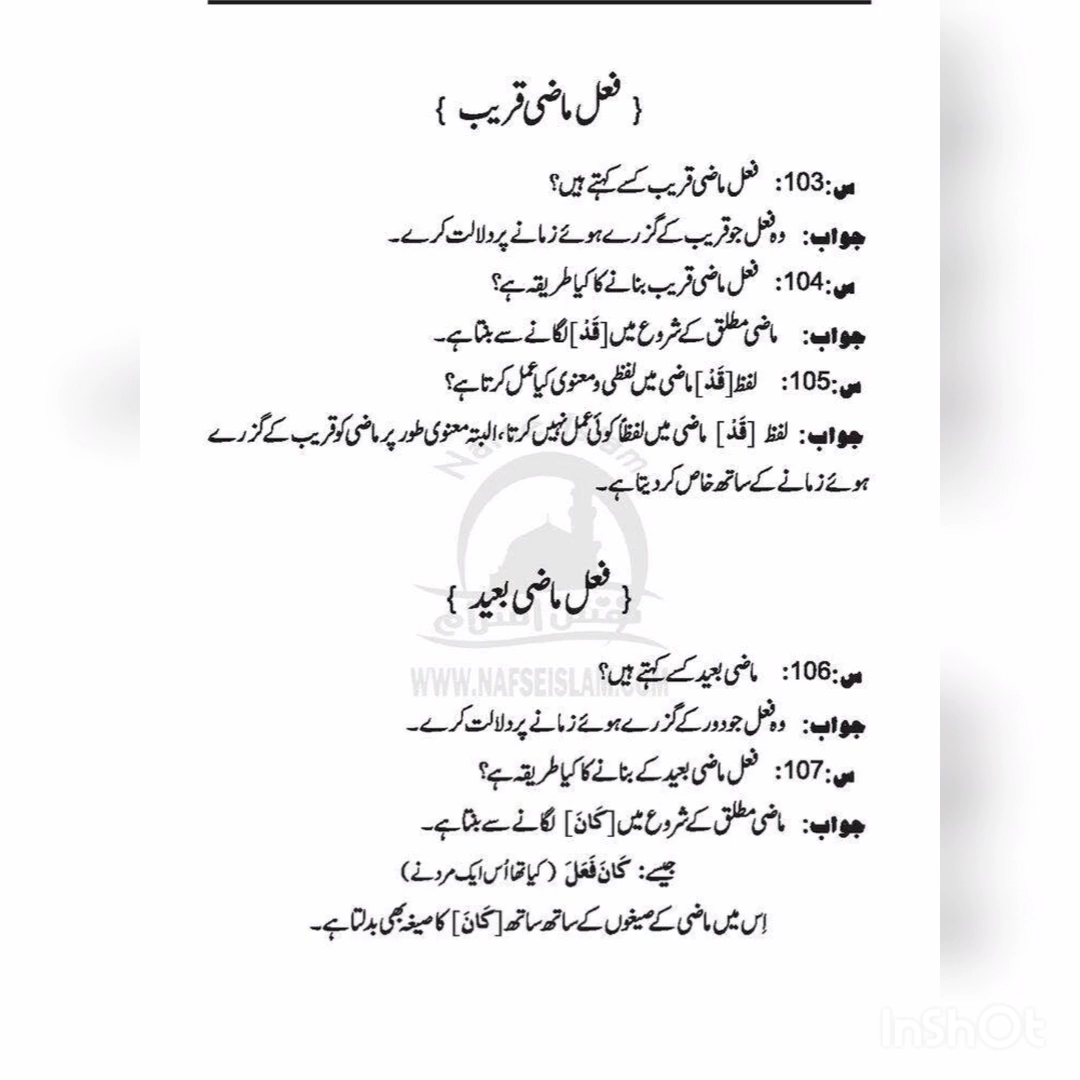 { فعل ماضی قریب }
س:103: فعل ماضی قریب کسے کہتے ہیں؟
جواب: وہ فعل جو قریب کے گزرے ہوئے زمانے پر دلالت کرے۔
س:104: فعل ماضی قریب بنانے کا کیا طریقہ ہے؟
جواب: ماضی مطلق کے شروع میں [قَدْ] لگانے سے بنتا ہے۔
س:105: لفظ [قَدْ] ماضی میں لفظی و معنوی کیا عمل کرتا ہے؟
جواب: لفظ [قَدْ] ماضی میں لفظاً کوئی عمل نہیں کرتا، البتہ معنوی طور پر ماضی کو قریب کے گزرے
ہوئے زمانے کے ساتھ خاص کر دیتا ہے۔
Nafse Islam
{ فعل ماضی بعید }
نفس اسلام
س:106: ماضی بعید کسے کہتے ہیں؟
WWW.NAFSEISLAM.COM
جواب: وہ فعل جو دور کے گزرے ہوئے زمانے پر دلالت کرے۔
س:107: فعل ماضی بعید کے بنانے کا کیا طریقہ ہے؟
جواب: ماضی مطلق کے شروع میں [کَانَ] لگانے سے بنتا ہے۔
جیسے: کَانَ فَعَلَ (کیا تھا اُس ایک مرد نے)
اِس میں ماضی کے صیغوں کے ساتھ ساتھ [کَانَ] کا صیغہ بھی بدلتا ہے۔
InShOt